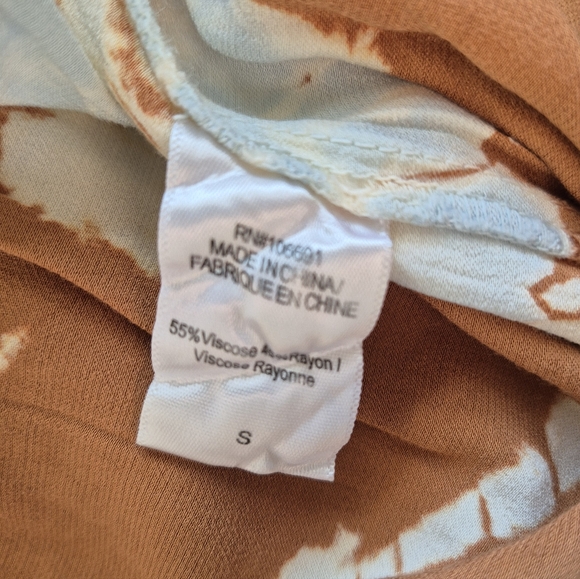 RN#106691
MADE IN CHINA/
FABRIQUE EN CHINE
55%Viscose Rayon l
Viscose Rayonne
S